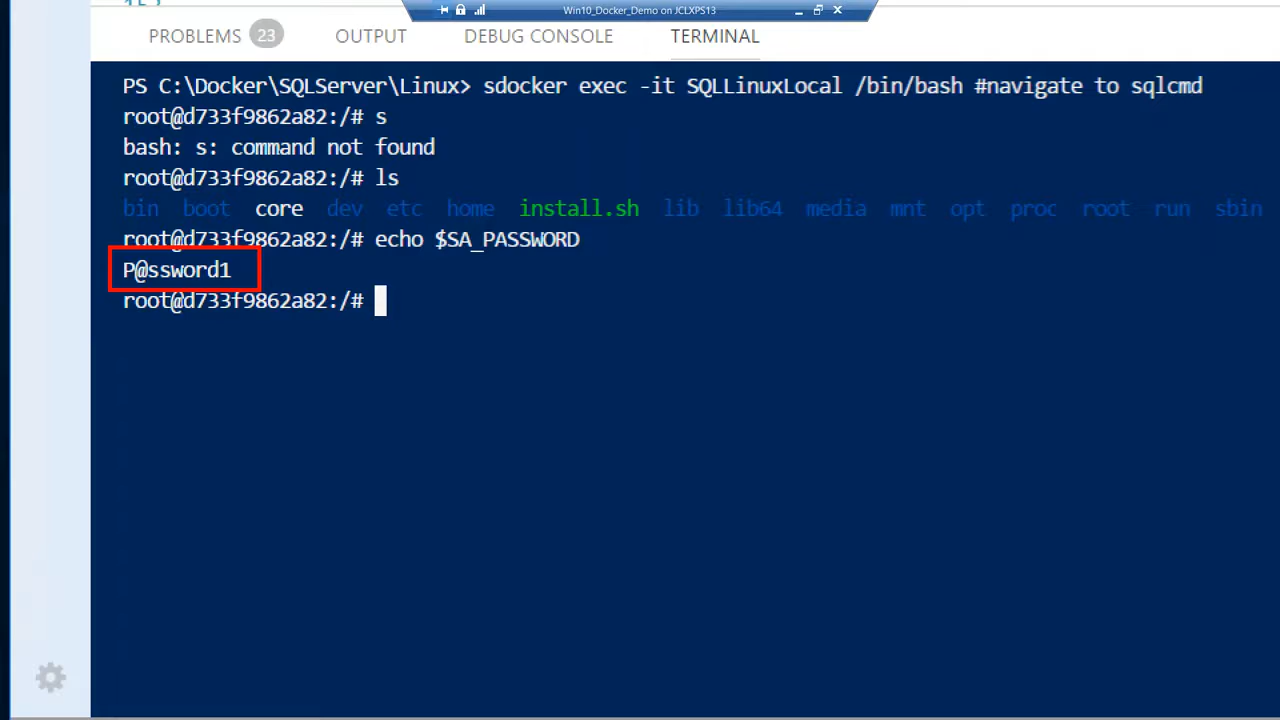 Win10_Docker_Demo on JCLXPS13
PROBLEMS 23 OUTPUT DEBUG CONSOLE TERMINAL
PS C:\Docker\SQLServer\Linux> sdocker exec -it SQLLinuxLocal /bin/bash #navigate to sqlcmd
root@d733f9862a82:/# s
bash: s: command not found
root@d733f9862a82:/# ls
bin boot core dev etc home install.sh lib lib64 media mnt opt proc root run sbin
root@d733f9862a82:/# echo $SA_PASSWORD
P@ssword1
root@d733f9862a82:/#